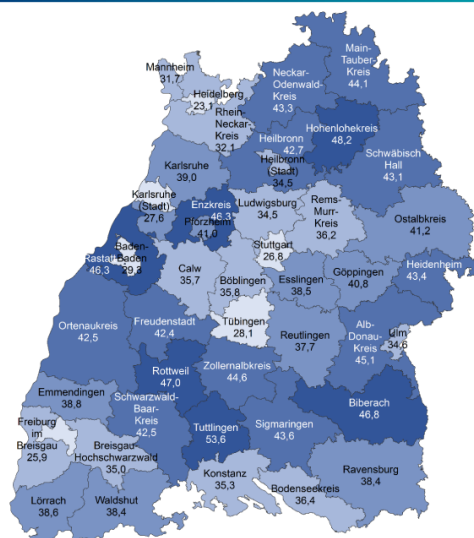 Mannheim
31,7
Heidelberg
23,1
Rhein-
Neckar-
Kreis
32,1
Neckar-
Odenwald-
Kreis
43,3
Main-
Tauber-
Kreis
44,1
Heilbronn
42,7
Hohenlohekreis
48,2
Schwäbisch
Hall
43,1
Heilbronn
(Stadt)
34,5
Karlsruhe
39,0
Karlsruhe
(Stadt)
27,6
Enzkreis
46,3
Pforzheim
41,0
Ludwigsburg
34,5
Rems-
Murr-
Kreis
36,2
Ostalbkreis
41,2
Rastatt
46,3
Baden-
Baden
29,3
Calw
35,7
Stuttgart
26,8
Böblingen
35,8
Esslingen
38,5
Göppingen
40,8
Heidenheim
43,4
Ortenaukreis
42,5
Freudenstadt
42,4
Tübingen
28,1
Reutlingen
37,7
Alb-
Donau-
Kreis
45,1
Ulm
34,6
Rottweil
47,0
Zollernalbkreis
44,6
Emmendingen
38,8
Schwarzwald-
Baar-
Kreis
42,5
Tuttlingen
53,6
Sigmaringen
43,6
Biberach
46,8
Freiburg
im
Breisgau
25,9
Breisgau-
Hochschwarzwald
35,0
Konstanz
35,3
Bodenseekreis
36,4
Ravensburg
38,4
Lörrach
38,6
Waldshut
38,4